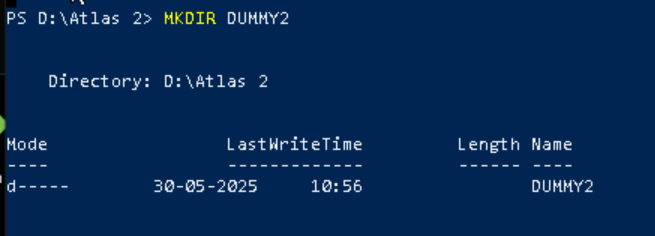 PS D:\Atlas 2> MKDIR DUMMY2
Directory: D:\Atlas 2
Mode LastWriteTime Length Name
---- ------------- ------ ----
d----- 30-05-2025 10:56 DUMMY2